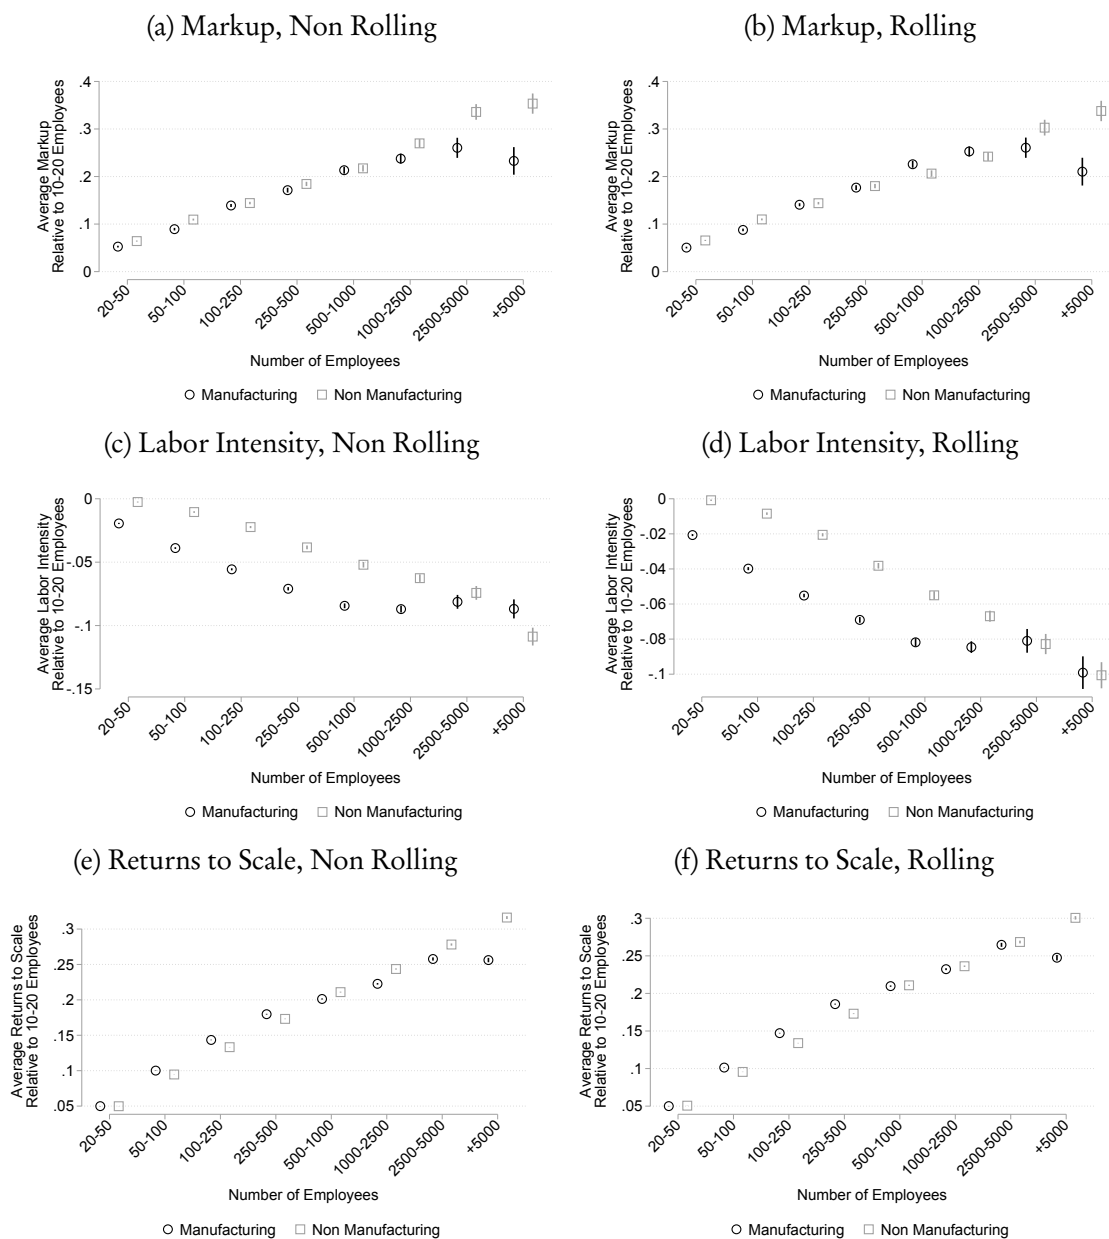 (a) Markup, Non Rolling
Average Markup
Relative to 10-20 Employees
.4
.3
.2
.1
0
20-50
50-100
100-250
250-500
500-1000
1000-2500
2500-5000
+5000
Number of Employees
Manufacturing
Non Manufacturing
(b) Markup, Rolling
Average Markup
Relative to 10-20 Employees
.4
.3
.2
.1
0
20-50
50-100
100-250
250-500
500-1000
1000-2500
2500-5000
+5000
Number of Employees
Manufacturing
Non Manufacturing
(c) Labor Intensity, Non Rolling
Average Labor Intensity
Relative to 10-20 Employees
0
-.05
-.1
-.15
20-50
50-100
100-250
250-500
500-1000
1000-2500
2500-5000
+5000
Number of Employees
Manufacturing
Non Manufacturing
(d) Labor Intensity, Rolling
Average Labor Intensity
Relative to 10-20 Employees
0
-.02
-.04
-.06
-.08
-.1
20-50
50-100
100-250
250-500
500-1000
1000-2500
2500-5000
+5000
Number of Employees
Manufacturing
Non Manufacturing
(e) Returns to Scale, Non Rolling
Average Returns to Scale
Relative to 10-20 Employees
.3
.25
.2
.15
.1
.05
20-50
50-100
100-250
250-500
500-1000
1000-2500
2500-5000
+5000
Number of Employees
Manufacturing
Non Manufacturing
(f) Returns to Scale, Rolling
Average Returns to Scale
Relative to 10-20 Employees
.3
.25
.2
.15
.1
.05
20-50
50-100
100-250
250-500
500-1000
1000-2500
2500-5000
+5000
Number of Employees
Manufacturing
Non Manufacturing